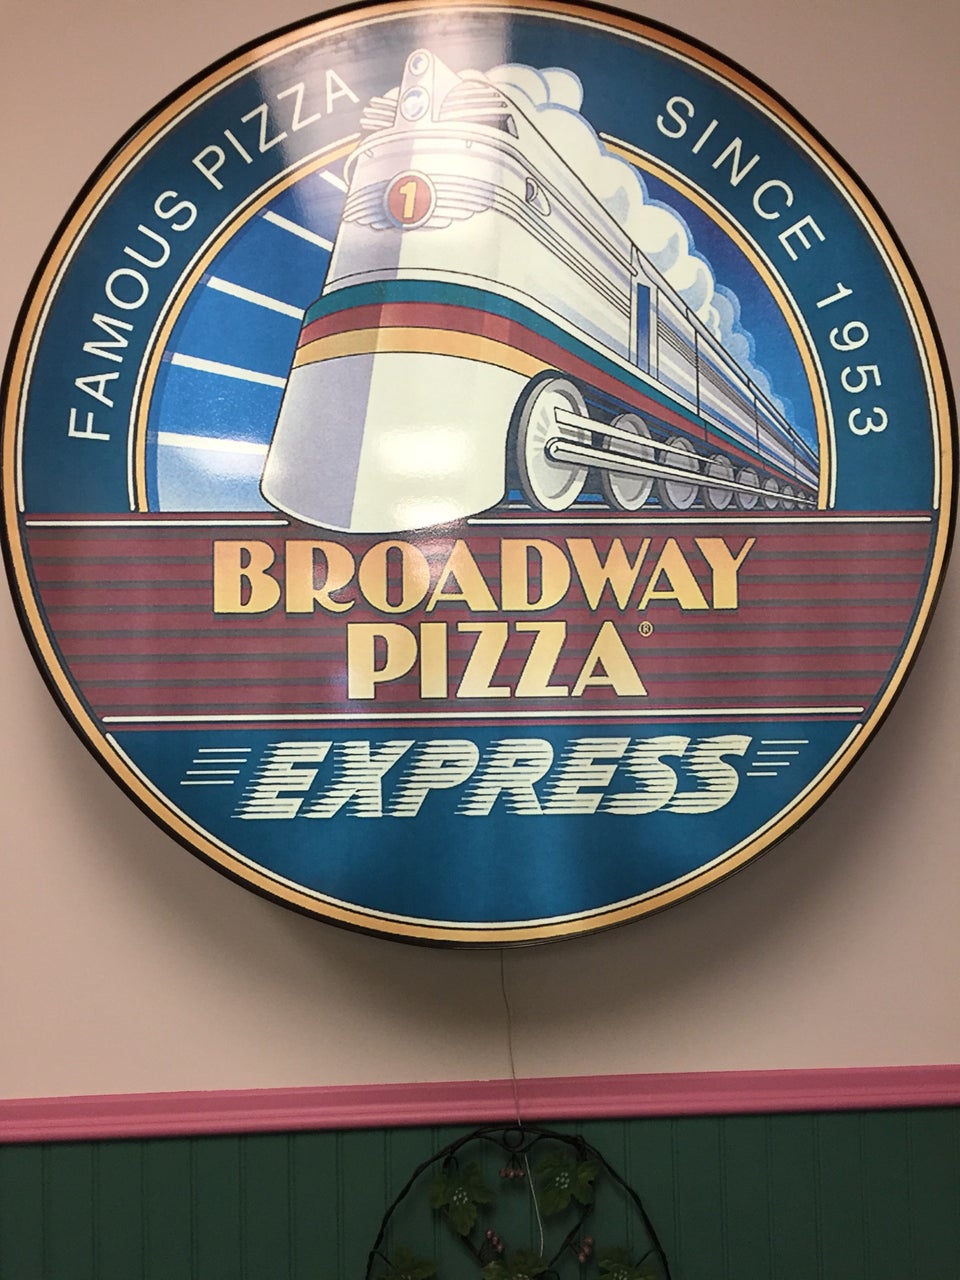 FAMOUS PIZZA SINCE 1953
1
BROADWAY
PIZZA®
EXPRESS